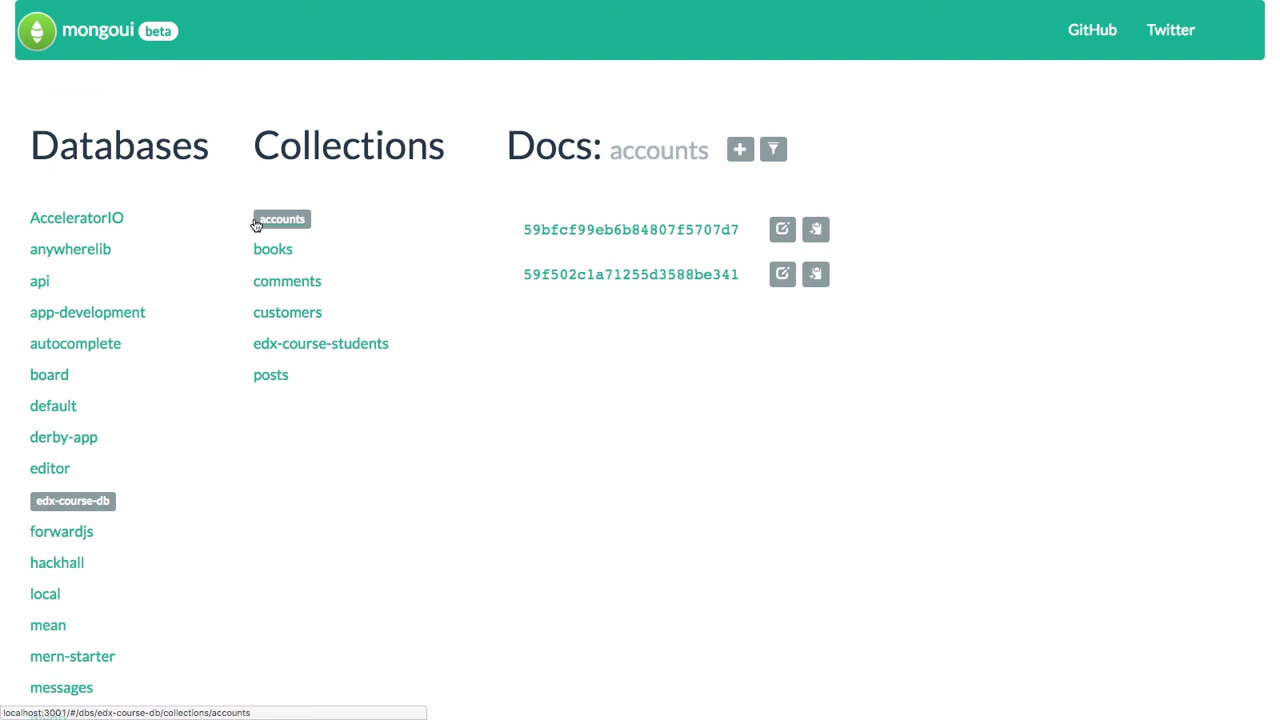 mongoui beta
GitHub
Twitter
Databases
Collections
Docs: accounts
AcceleratorIO
anywherelib
api
app-development
autocomplete
board
default
derby-app
editor
edx-course-db
forwardjs
hackhall
local
mean
mern-starter
messages
accounts
books
comments
customers
edx-course-students
posts
59bfcf99eb6b84807f5707d7
59f502c1a71255d3588be341
localhost:3001/#/dbs/edx-course-db/collections/accounts